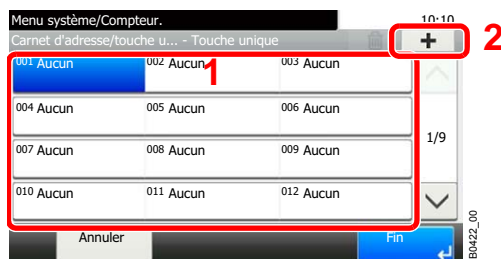 Menu système/Compteur. 10:10
Carnet d'adresse/touche u... - Touche unique + 2
001 Aucun 002 Aucun 003 Aucun
1
004 Aucun 005 Aucun 006 Aucun
1/9
007 Aucun 008 Aucun 009 Aucun
010 Aucun 011 Aucun 012 Aucun
Annuler Fin
B0422_00